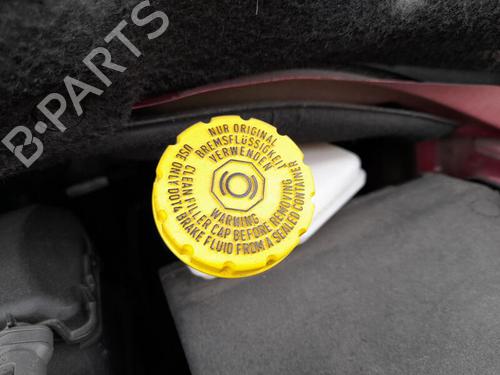 B-PARTS
NUR ORIGINAL
BREMSFLÜSSIGKEIT
VERWENDEN
WARNING
CLEAN FILLER CAP BEFORE REMOVING
USE ONLY DOT4 BRAKE FLUID FROM A SEALED CONTAINER